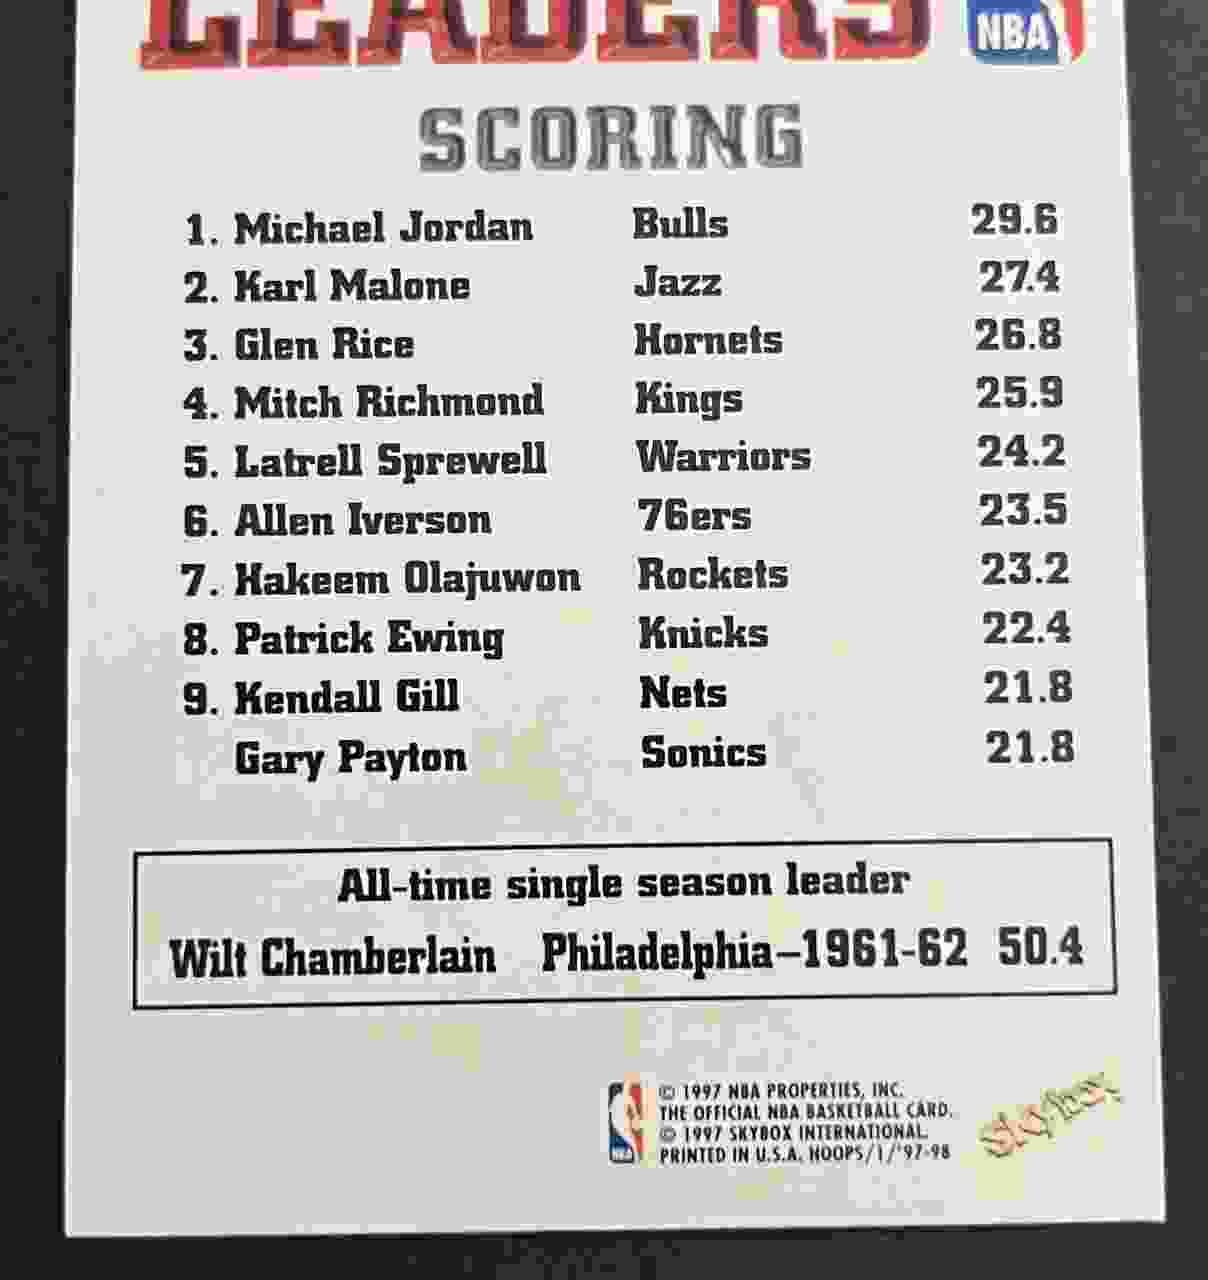 LEADERS NBA
SCORING
1. Michael Jordan Bulls 29.6
2. Karl Malone Jazz 27.4
3. Glen Rice Hornets 26.8
4. Mitch Richmond Kings 25.9
5. Latrell Sprewell Warriors 24.2
6. Allen Iverson 76ers 23.5
7. Hakeem Olajuwon Rockets 23.2
8. Patrick Ewing Knicks 22.4
9. Kendall Gill Nets 21.8
Gary Payton Sonics 21.8
All-time single season leader
Wilt Chamberlain Philadelphia–1961-62 50.4
© 1997 NBA PROPERTIES, INC.
THE OFFICIAL NBA BASKETBALL CARD.
© 1997 SKYBOX INTERNATIONAL.
PRINTED IN U.S.A. HOOPS/1/'97-98
NBA
skybox